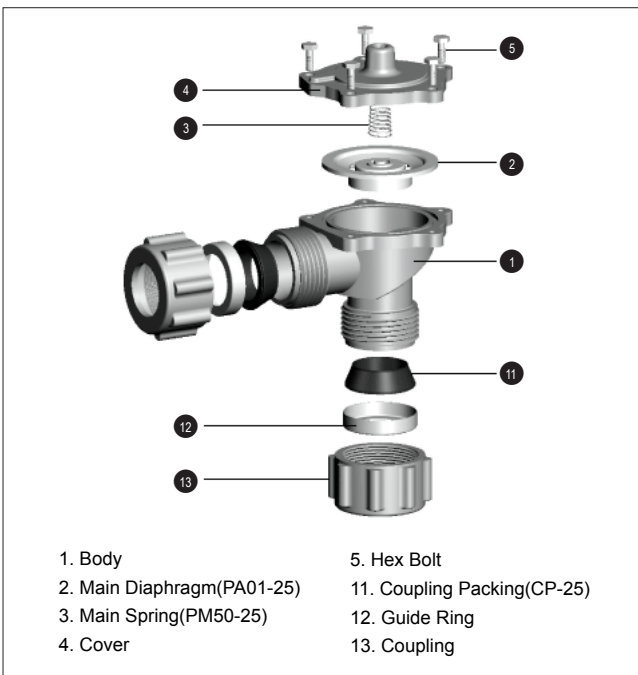 5
4
3
2
1
11
12
13
1. Body
2. Main Diaphragm(PA01-25)
3. Main Spring(PM50-25)
4. Cover
5. Hex Bolt
11. Coupling Packing(CP-25)
12. Guide Ring
13. Coupling